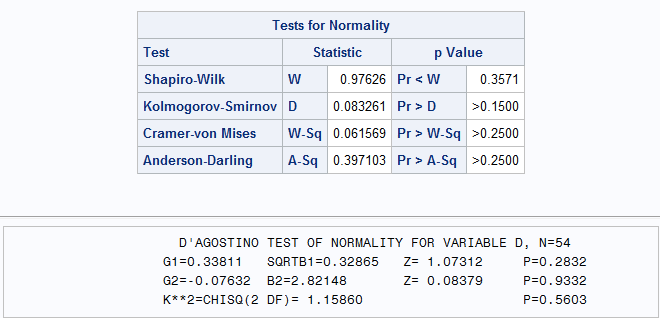 Tests for Normality
Test Statistic p Value
Shapiro-Wilk W 0.97626 Pr < W 0.3571
Kolmogorov-Smirnov D 0.083261 Pr > D >0.1500
Cramer-von Mises W-Sq 0.061569 Pr > W-Sq >0.2500
Anderson-Darling A-Sq 0.397103 Pr > A-Sq >0.2500
D'AGOSTINO TEST OF NORMALITY FOR VARIABLE D, N=54
G1=0.33811 SQRTB1=0.32865 Z= 1.07312 P=0.2832
G2=-0.07632 B2=2.82148 Z= 0.08379 P=0.9332
K**2=CHISQ(2 DF)= 1.15860 P=0.5603